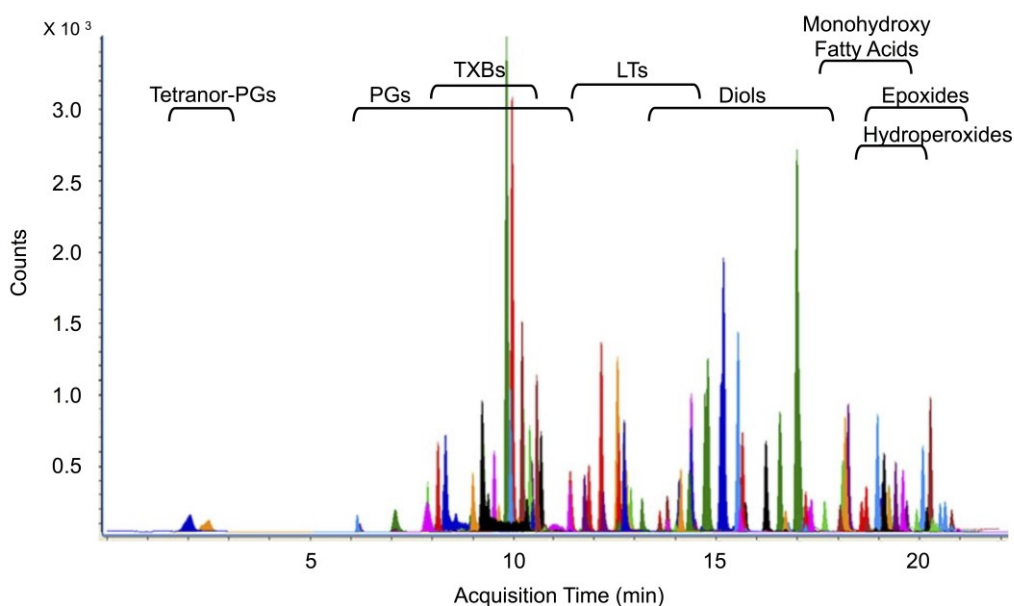 X 10 3
Monohydroxy
Fatty Acids
TXBs
LTs
Tetranor-PGs
PGs
Diols
Epoxides
Hydroperoxides
3.0
2.5
2.0
1.5
1.0
0.5
Counts
5
10
15
20
Acquisition Time (min)